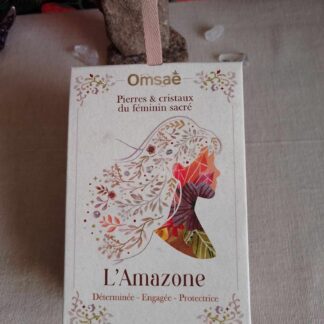 Omsaé
Pierres & cristaux
du féminin sacré
L'Amazone
Déterminée - Engagée - Protectrice